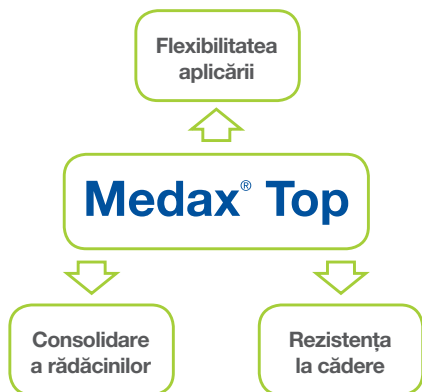 Flexibilitatea
aplicării
Medax® Top
Consolidare
a rădăcinilor
Rezistența
la cădere